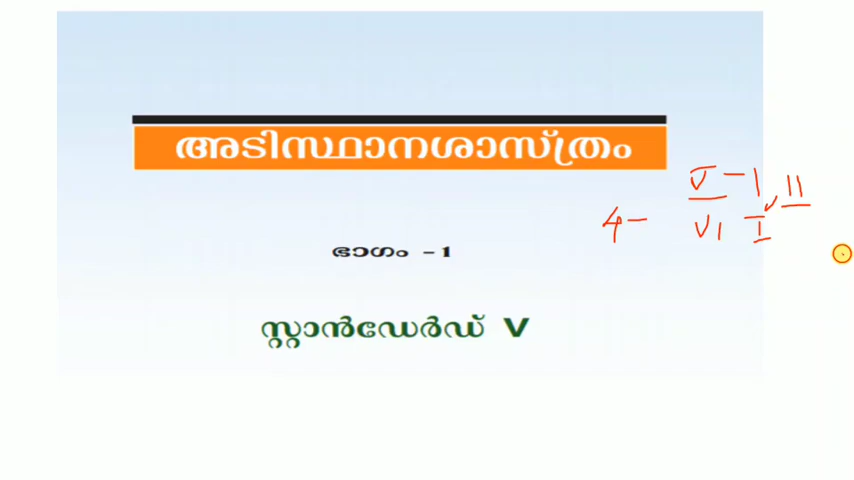 അടിസ്ഥാനശാസ്ത്രം
V - I, II
4 - VI I
ഭാഗം -1
സ്റ്റാൻഡേർഡ് V